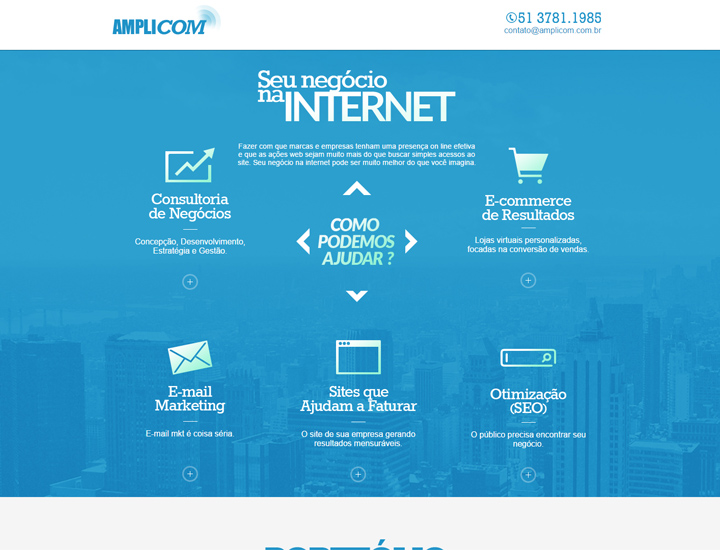 AMPLICOM
51 3781.1985
contato@amplicom.com.br
Seu negócio
na INTERNET
Fazer com que marcas e empresas tenham uma presença on line efetiva
e que as ações web sejam muito mais do que buscar simples acessos ao
site. Seu negócio na internet pode ser muito melhor do que você imagina.
Consultoria
de Negócios
Concepção, Desenvolvimento,
Estratégia e Gestão.
COMO
PODEMOS
AJUDAR ?
E-commerce
de Resultados
Lojas virtuais personalizadas,
focadas na conversão de vendas.
E-mail
Marketing
E-mail mkt é coisa séria.
Sites que
Ajudam a Faturar
O site de sua empresa gerando
resultados mensuráveis.
Otimização
(SEO)
O público precisa encontrar seu
negócio.